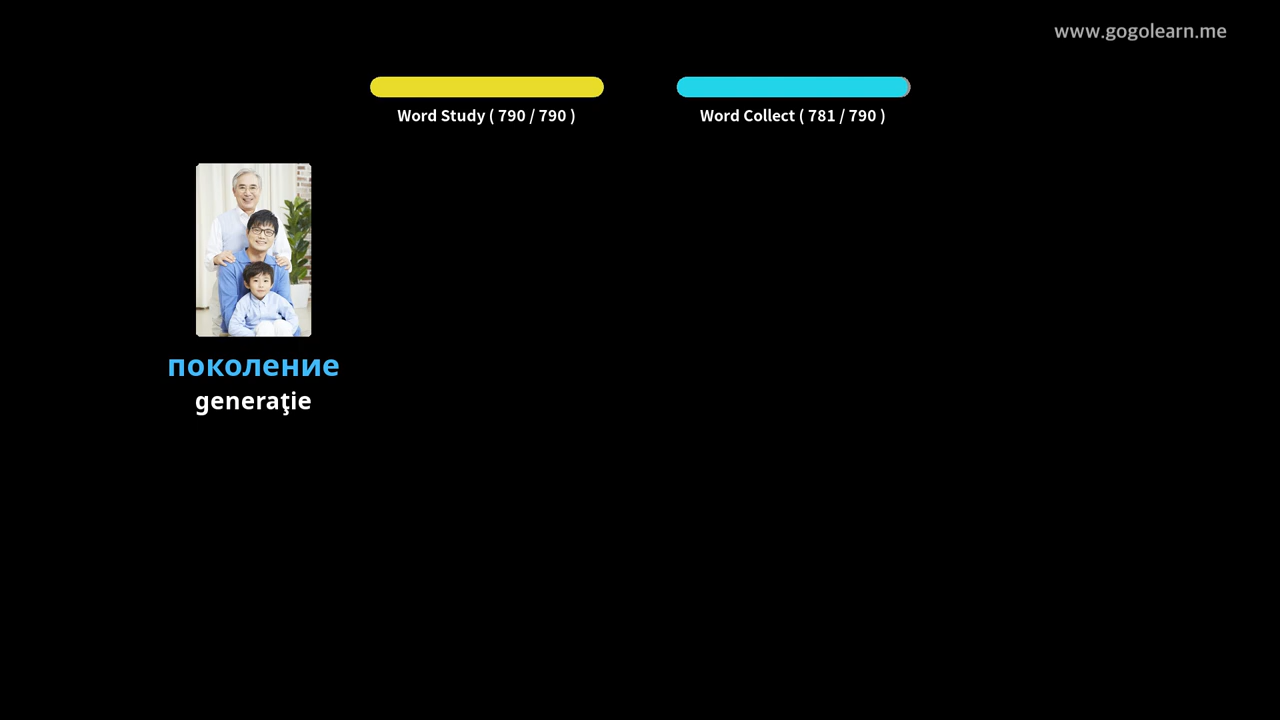 www.gogolearn.me
Word Study ( 790 / 790 )
Word Collect ( 781 / 790 )
поколение
generaţie